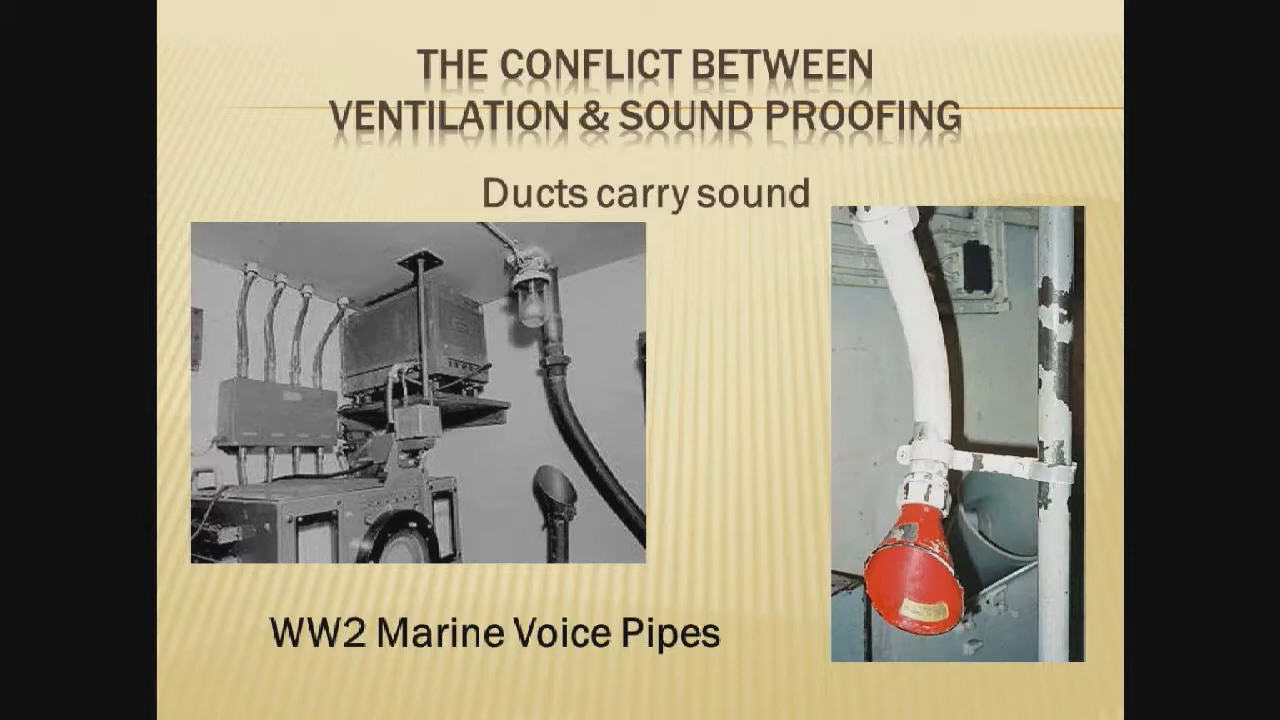 THE CONFLICT BETWEEN
VENTILATION & SOUND PROOFING
Ducts carry sound
WW2 Marine Voice Pipes